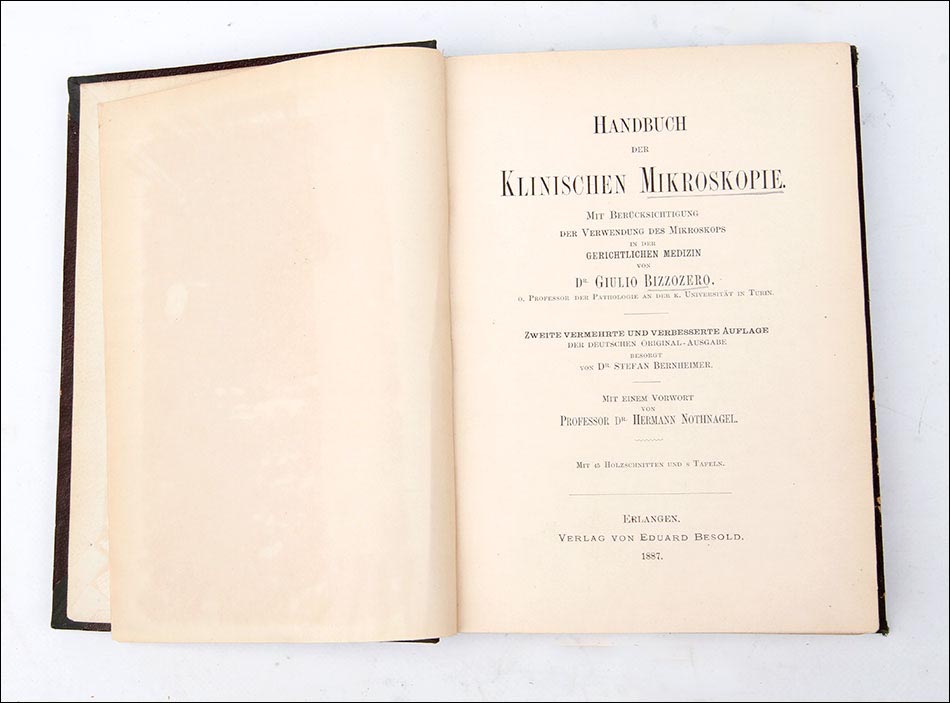 HANDBUCH
DER
KLINISCHEN MIKROSKOPIE.
MIT BERÜCKSICHTIGUNG
DER VERWENDUNG DES MIKROSKOPS
IN DER
GERICHTLICHEN MEDIZIN
VON
DR. GIULIO BIZZOZERO.
O. PROFESSOR DER PATHOLOGIE AN DER K. UNIVERSITÄT IN TURIN.
ZWEITE VERMEHRTE UND VERBESSERTE AUFLAGE
DER DEUTSCHEN ORIGINAL-AUSGABE
BESORGT
VON DR. STEFAN BERNHEIMER.
MIT EINEM VORWORT
VON
PROFESSOR DR. HERMANN NOTHNAGEL.
MIT 45 HOLZSCHNITTEN UND 8 TAFELN.
ERLANGEN.
VERLAG VON EDUARD BESOLD.
1887.